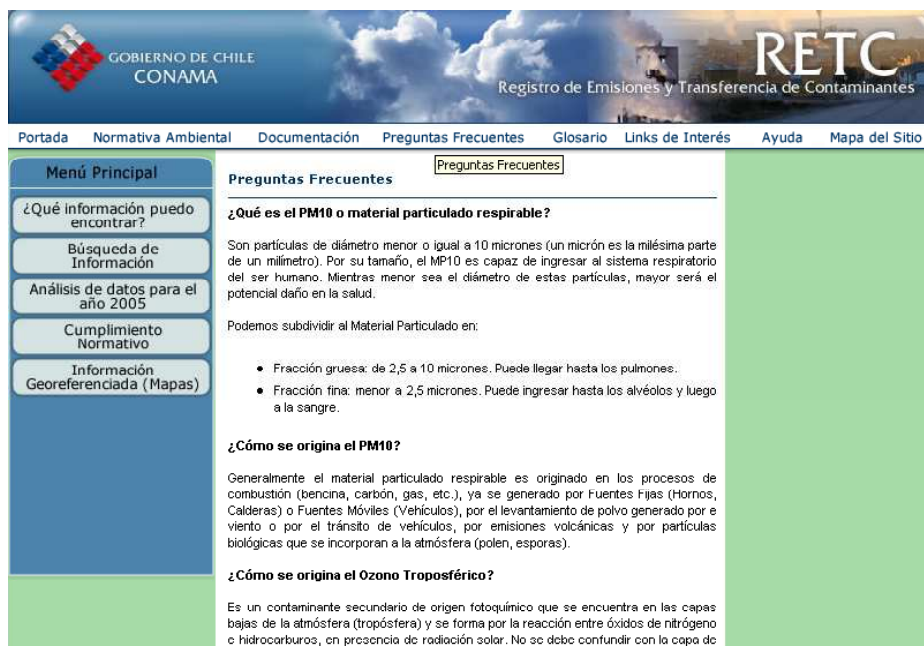 GOBIERNO DE CHILE
CONAMA
RETC
Registro de Emisiones y Transferencia de Contaminantes
Portada Normativa Ambiental Documentación Preguntas Frecuentes Glosario Links de Interés Ayuda Mapa del Sitio
Preguntas Frecuentes
Menú Principal
¿Qué información puedo
encontrar?
Búsqueda de
Información
Análisis de datos para el
año 2005
Cumplimiento
Normativo
Información
Georeferenciada (Mapas)
Preguntas Frecuentes
¿Qué es el PM10 o material particulado respirable?
Son partículas de diámetro menor o igual a 10 micrones (un micrón es la milésima parte
de un milímetro). Por su tamaño, el MP10 es capaz de ingresar al sistema respiratorio
del ser humano. Mientras menor sea el diámetro de estas partículas, mayor será el
potencial daño en la salud.
Podemos subdividir al Material Particulado en:
• Fracción gruesa: de 2,5 a 10 micrones. Puede llegar hasta los pulmones.
• Fracción fina: menor a 2,5 micrones. Puede ingresar hasta los alvéolos y luego
a la sangre.
¿Cómo se origina el PM10?
Generalmente el material particulado respirable es originado en los procesos de
combustión (bencina, carbón, gas, etc.), ya se generado por Fuentes Fijas (Hornos,
Calderas) o Fuentes Móviles (Vehículos), por el levantamiento de polvo generado por e
viento o por el tránsito de vehículos, por emisiones volcánicas y por partículas
biológicas que se incorporan a la atmósfera (polen, esporas).
¿Cómo se origina el Ozono Troposférico?
Es un contaminante secundario de origen fotoquímico que se encuentra en las capas
bajas de la atmósfera (tropósfera) y se forma por la reacción entre óxidos de nitrógeno
e hidrocarburos, en presencia de radiación solar. No se debe confundir con la capa de